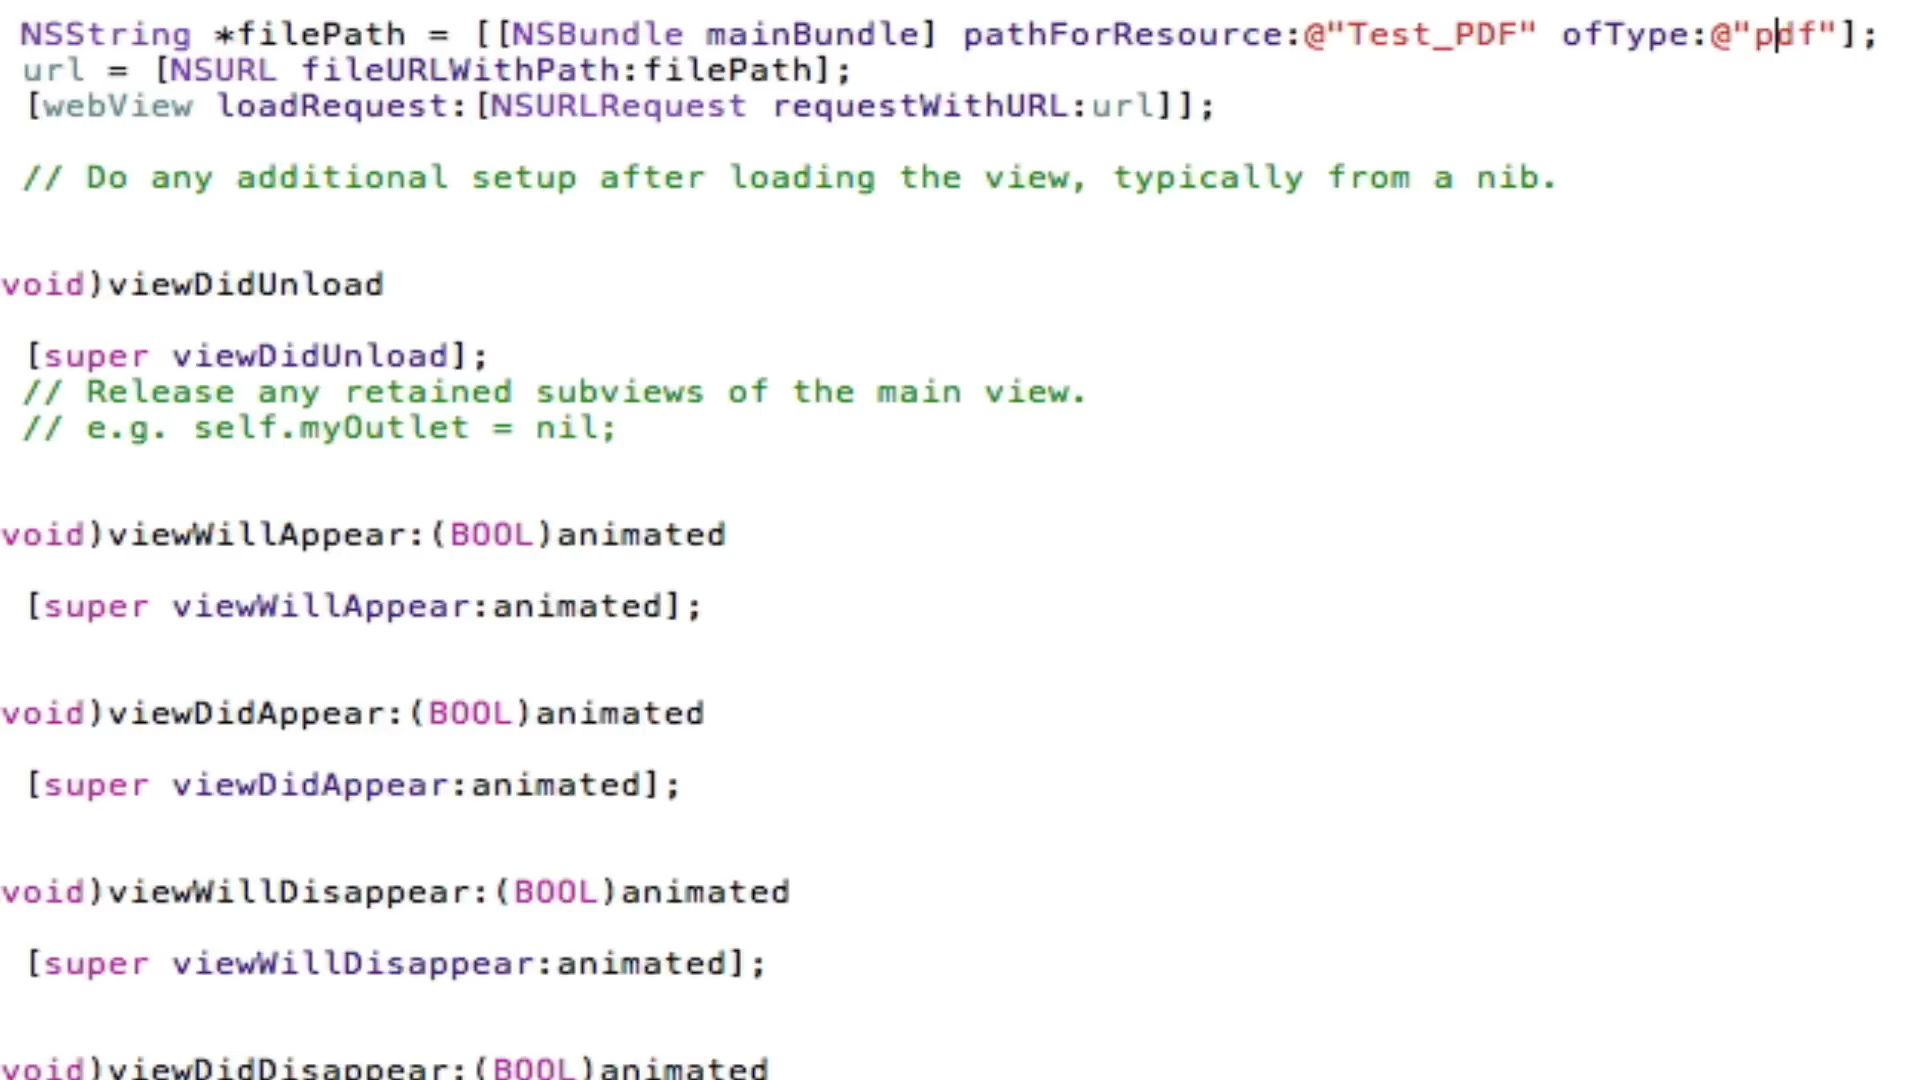 NSString *filePath = [[NSBundle mainBundle] pathForResource:@"Test_PDF" ofType:@"pdf"];
url = [NSURL fileURLWithPath:filePath];
[webView loadRequest:[NSURLRequest requestWithURL:url]];
// Do any additional setup after loading the view, typically from a nib.
void)viewDidUnload
[super viewDidUnload];
// Release any retained subviews of the main view.
// e.g. self.myOutlet = nil;
void)viewWillAppear:(BOOL)animated
[super viewWillAppear:animated];
void)viewDidAppear:(BOOL)animated
[super viewDidAppear:animated];
void)viewWillDisappear:(BOOL)animated
[super viewWillDisappear:animated];
void)viewDidDisappear:(BOOL)animated